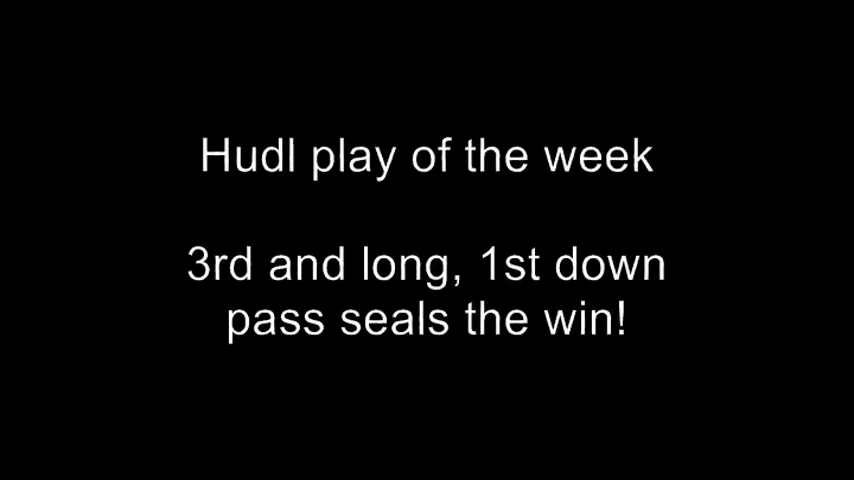 Hudl play of the week
3rd and long, 1st down
pass seals the win!